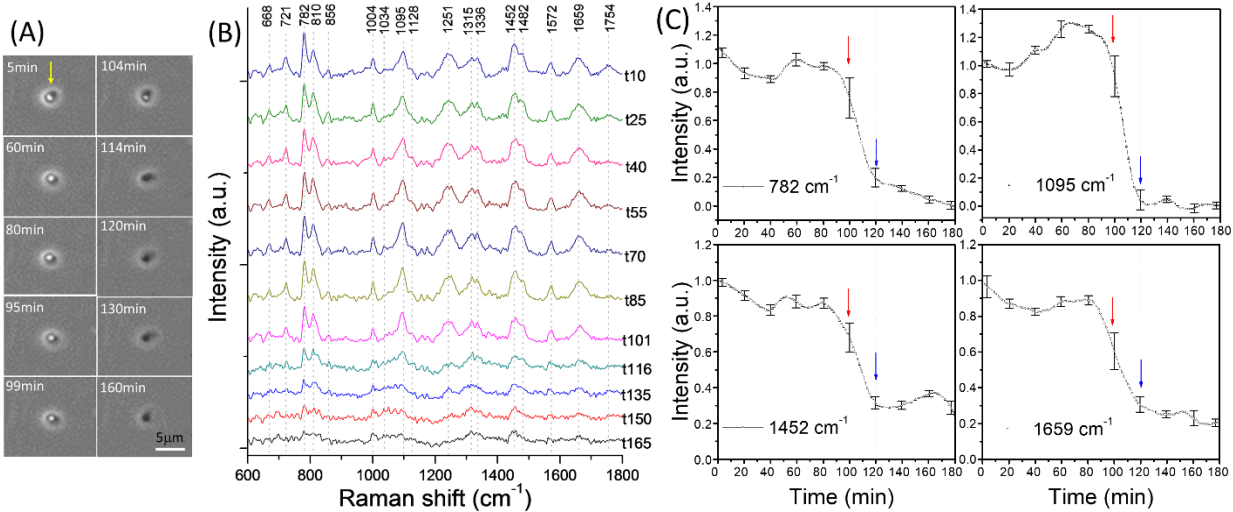 (A)
5min
104min
60min
114min
80min
120min
95min
130min
99min
160min
5μm
(B)
668
721
782
810
856
1004
1034
1095
1128
1251
1315
1336
1452
1482
1572
1659
1754
t10
t25
t40
t55
t70
t85
t101
t116
t135
t150
t165
Intensity (a.u.)
600 800 1000 1200 1400 1600 1800
Raman shift (cm-1)
(C)
Intensity (a.u.)
1.2
1.0
0.8
0.6
0.4
0.2
0.0
782 cm-1
0 20 40 60 80 100 120 140 160 180
Intensity (a.u.)
1.4
1.2
1.0
0.8
0.6
0.4
0.2
0.0
1095 cm-1
0 20 40 60 80 100 120 140 160 180
Intensity (a.u.)
1.2
1.0
0.8
0.6
0.4
0.2
0.0
1452 cm-1
0 20 40 60 80 100 120 140 160 180
Time (min)
Intensity (a.u.)
1.2
1.0
0.8
0.6
0.4
0.2
0.0
1659 cm-1
0 20 40 60 80 100 120 140 160 180
Time (min)